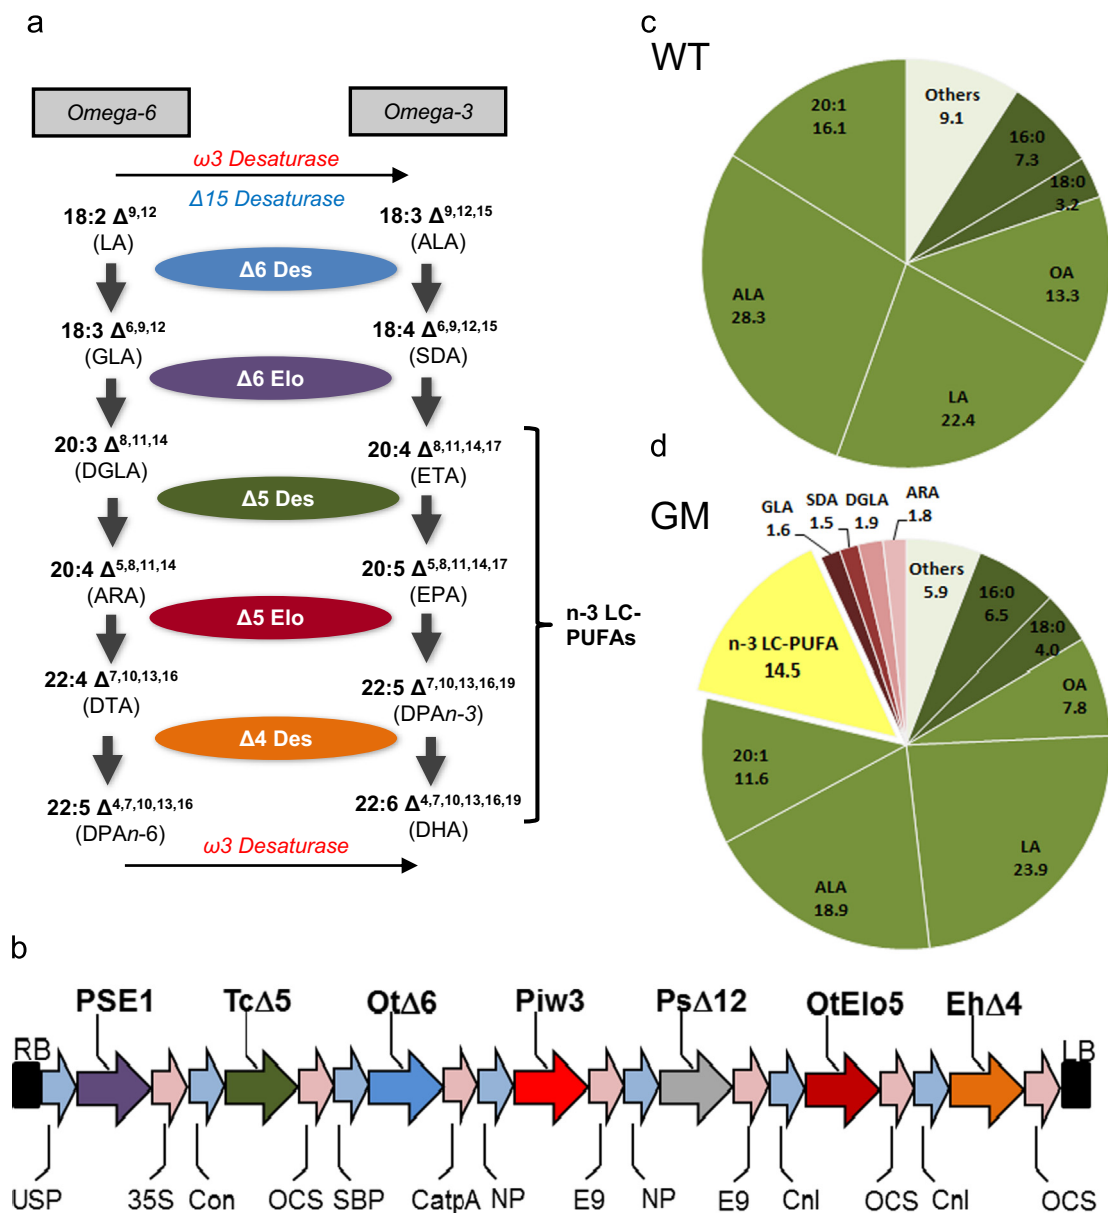 a
Omega-6
Omega-3
ω3 Desaturase
Δ15 Desaturase
18:2 Δ9,12
(LA)
18:3 Δ9,12,15
(ALA)
Δ6 Des
18:3 Δ6,9,12
(GLA)
18:4 Δ6,9,12,15
(SDA)
Δ6 Elo
20:3 Δ8,11,14
(DGLA)
20:4 Δ8,11,14,17
(ETA)
Δ5 Des
20:4 Δ5,8,11,14
(ARA)
20:5 Δ5,8,11,14,17
(EPA)
Δ5 Elo
n-3 LC-
PUFAs
22:4 Δ7,10,13,16
(DTA)
22:5 Δ7,10,13,16,19
(DPAn-3)
Δ4 Des
22:5 Δ4,7,10,13,16
(DPAn-6)
22:6 Δ4,7,10,13,16,19
(DHA)
ω3 Desaturase
c
WT
Others
9.1
16:0
7.3
18:0
3.2
OA
13.3
LA
22.4
ALA
28.3
20:1
16.1
d
GM
GLA
1.6
SDA
1.5
DGLA
1.9
ARA
1.8
Others
5.9
16:0
6.5
18:0
4.0
OA
7.8
LA
23.9
ALA
18.9
20:1
11.6
n-3 LC-PUFA
14.5
b
PSE1 TcΔ5 OtΔ6 Piw3 PsΔ12 OtElo5 EhΔ4
RB LB
USP 35S Con OCS SBP CatpA NP E9 NP E9 Cnl OCS Cnl OCS